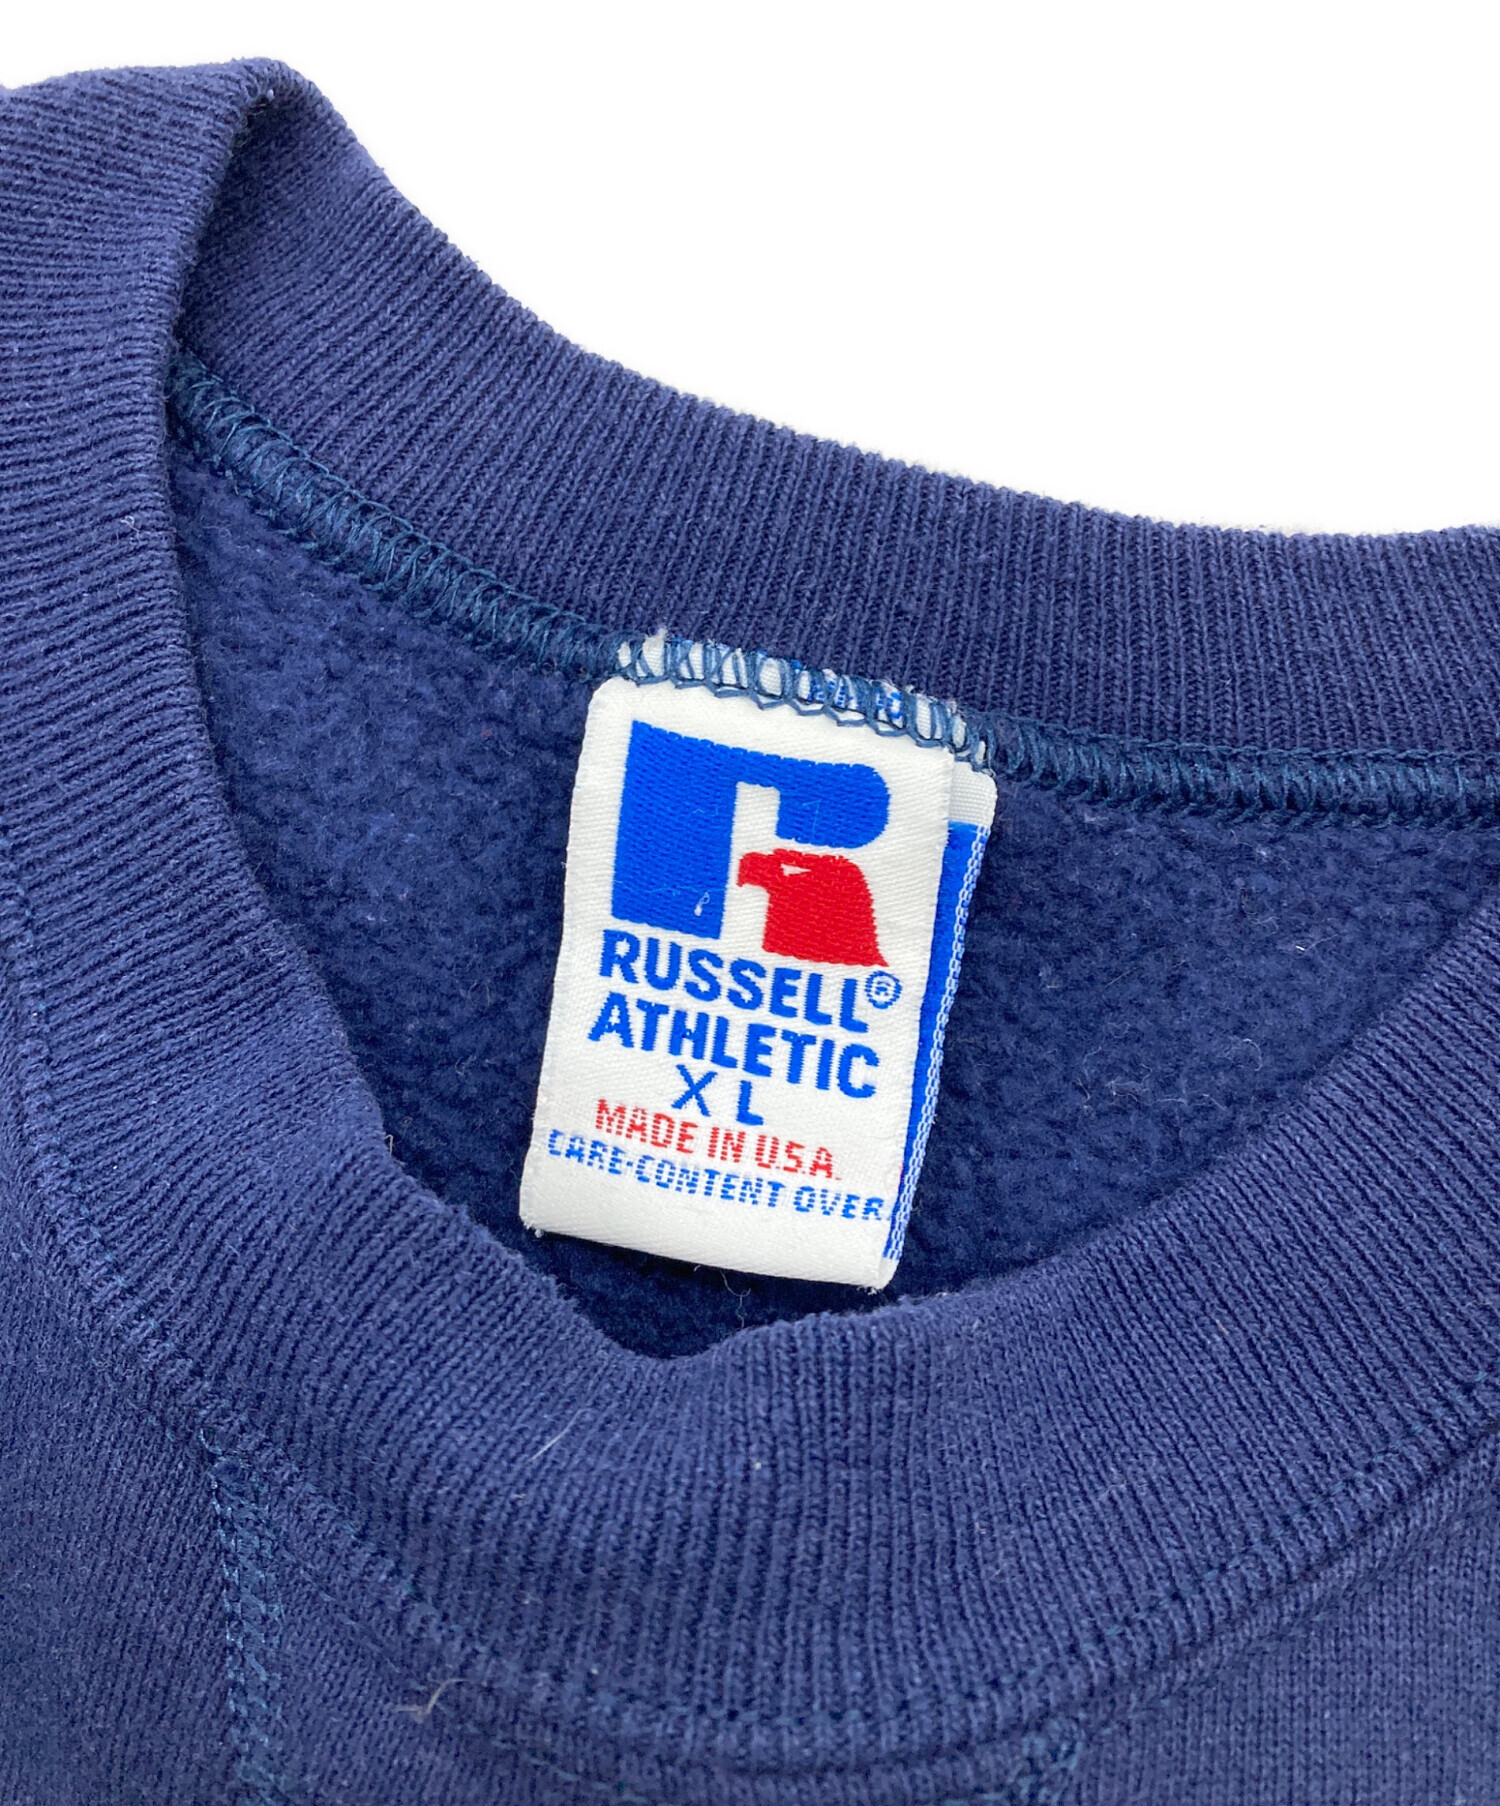 R
RUSSELL®
ATHLETIC
XL
MADE IN U.S.A.
CARE·CONTENT OVER